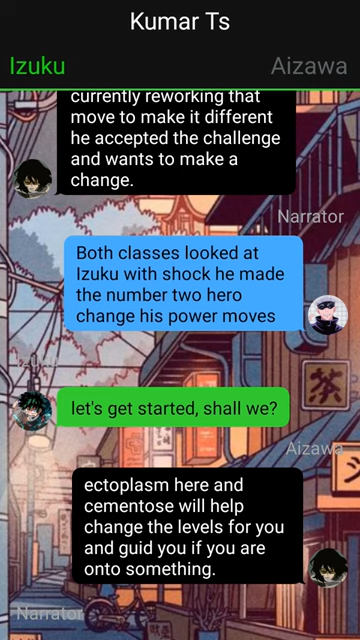 Kumar Ts
Izuku
Aizawa
currently reworking that
move to make it different
he accepted the challenge
and wants to make a
change.
Narrator
Both classes looked at
Izuku with shock he made
the number two hero
change his power moves
let's get started, shall we?
Aizawa
ectoplasm here and
cementose will help
change the levels for you
and guid you if you are
onto something.
Narrator